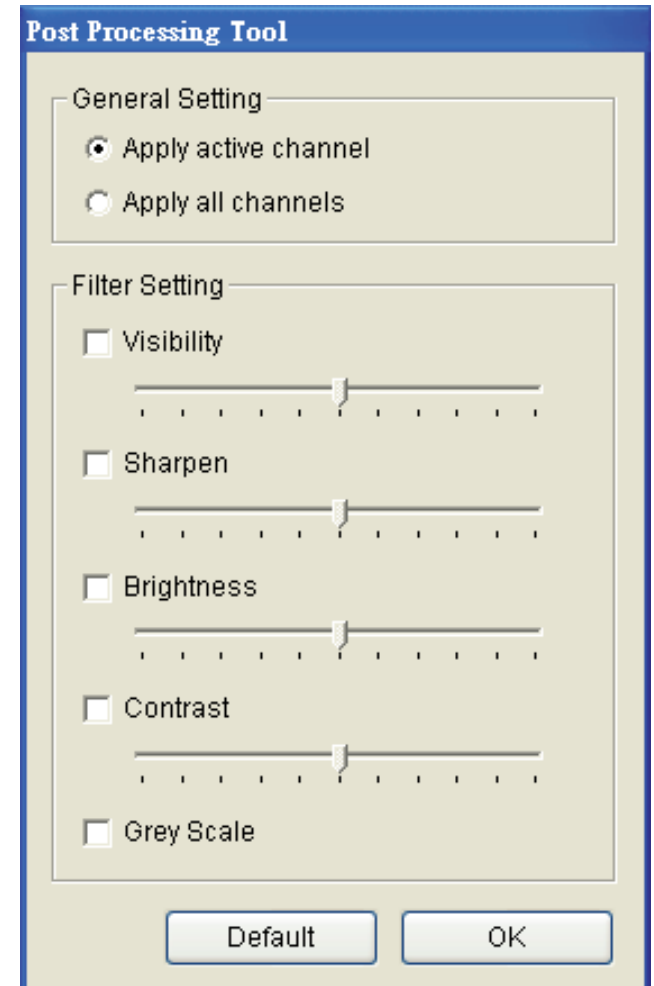 Post Processing Tool
General Setting
Apply active channel
Apply all channels
Filter Setting
Visibility
Sharpen
Brightness
Contrast
Grey Scale
Default OK